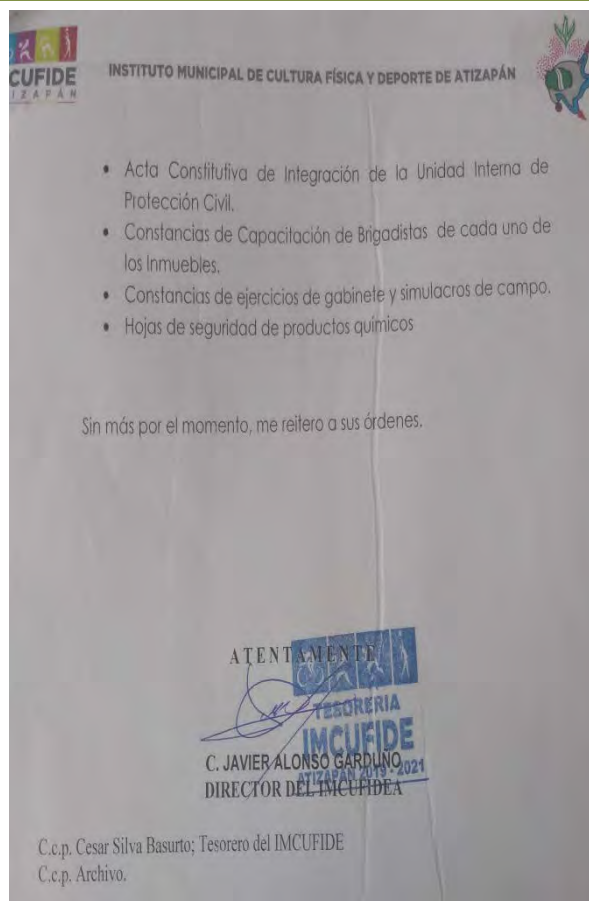 CUFIDE
IZAPÁN
INSTITUTO MUNICIPAL DE CULTURA FÍSICA Y DEPORTE DE ATIZAPÁN
• Acta Constitutiva de Integración de la Unidad Interna de
Protección Civil.
• Constancias de Capacitación de Brigadistas de cada uno de
los Inmuebles.
• Constancias de ejercicios de gabinete y simulacros de campo.
• Hojas de seguridad de productos químicos
Sin más por el momento, me reitero a sus órdenes.
ATENTAMENTE
TESORERIA
IMCUFIDE
ATIZAPÁN 2019 - 2021
C. JAVIER ALONSO GARDUÑO
DIRECTOR DEL IMCUFIDEA
C.c.p. Cesar Silva Basurto; Tesorero del IMCUFIDE
C.c.p. Archivo.